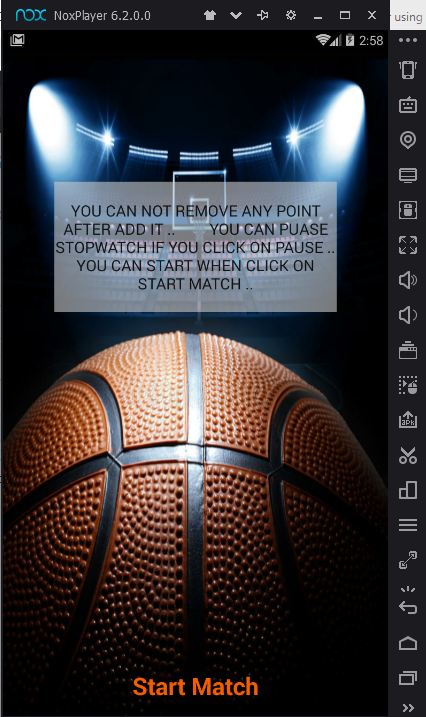 nox NoxPlayer 6.2.0.0
using
2:58
YOU CAN NOT REMOVE ANY POINT
AFTER ADD IT .. YOU CAN PUASE
STOPWATCH IF YOU CLICK ON PAUSE ..
YOU CAN START WHEN CLICK ON
START MATCH ..
Start Match